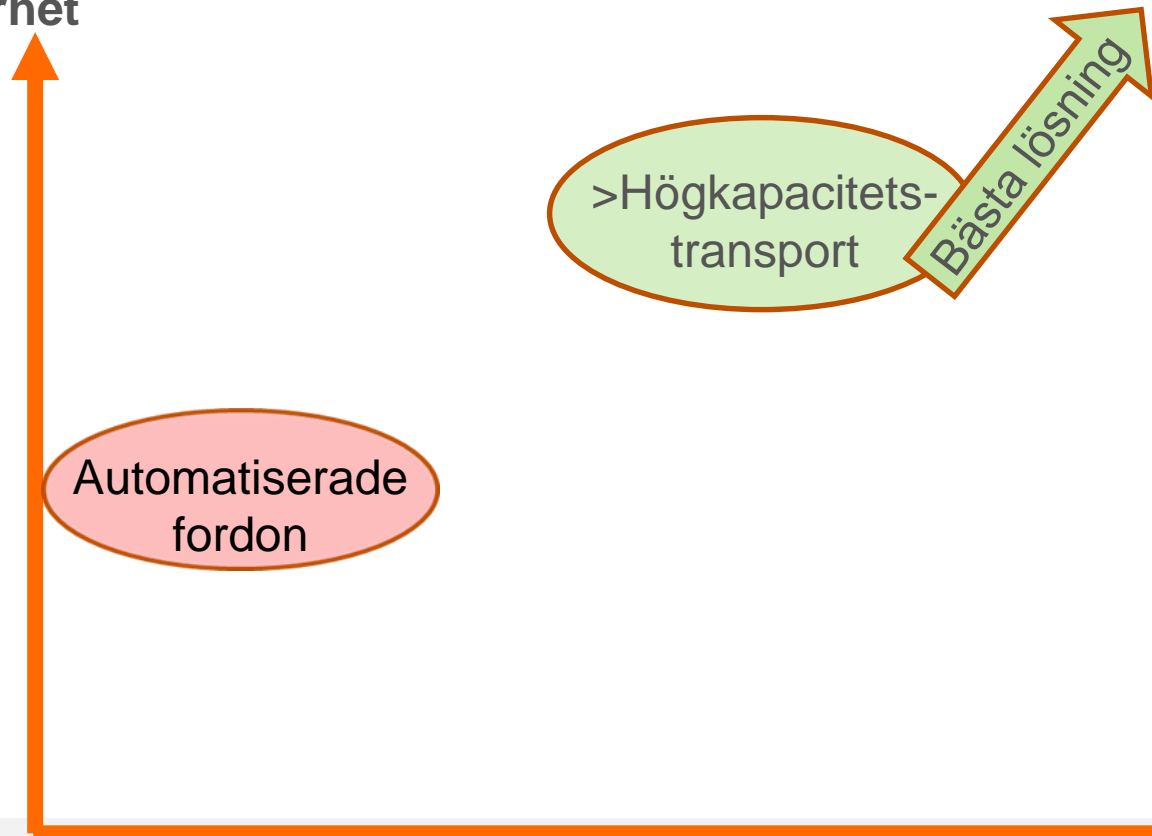 rhet
Bästa lösning
>Högkapacitets-
transport
Automatiserade
fordon